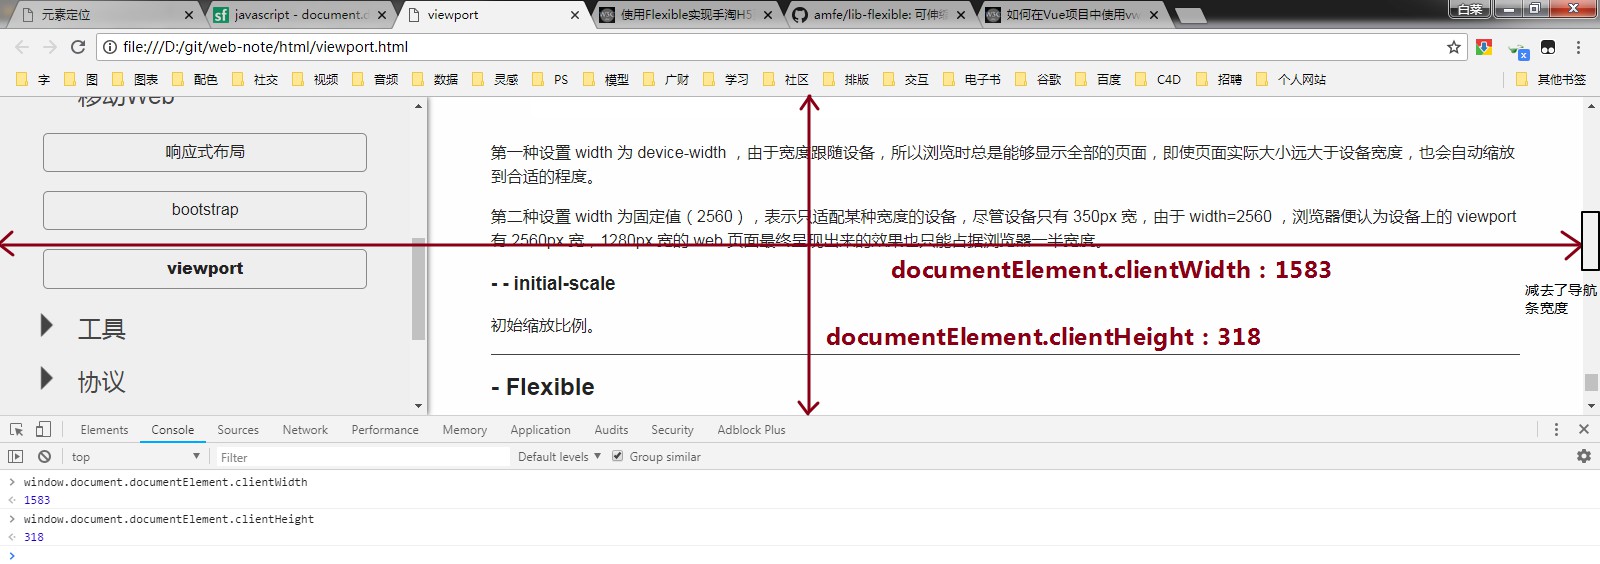 元素定位
javascript - document.d
viewport
使用Flexible实现手淘H5
amfe/lib-flexible: 可伸缩
如何在Vue项目中使用vw
白菜
file:///D:/git/web-note/html/viewport.html
字 图 图表 配色 社交 视频 音频 数据 灵感 PS 模型 广财 学习 社区 排版 交互 电子书 谷歌 百度 C4D 招聘 个人网站 其他书签
移动Web
响应式布局
bootstrap
viewport
工具
协议
第一种设置 width 为 device-width ，由于宽度跟随设备，所以浏览时总是能够显示全部的页面，即使页面实际大小远大于设备宽度，也会自动缩放
到合适的程度。
第二种设置 width 为固定值（2560），表示只适配某种宽度的设备，尽管设备只有 350px 宽，由于 width=2560 ，浏览器便认为设备上的 viewport
有 2560px 宽，1280px 宽的 web 页面最终呈现出来的效果也只能占据浏览器一半宽度。
documentElement.clientWidth：1583
减去了导航
条宽度
- - initial-scale
初始缩放比例。
documentElement.clientHeight：318
- Flexible
Elements Console Sources Network Performance Memory Application Audits Security Adblock Plus
top Filter Default levels Group similar
window.document.documentElement.clientWidth
1583
window.document.documentElement.clientHeight
318